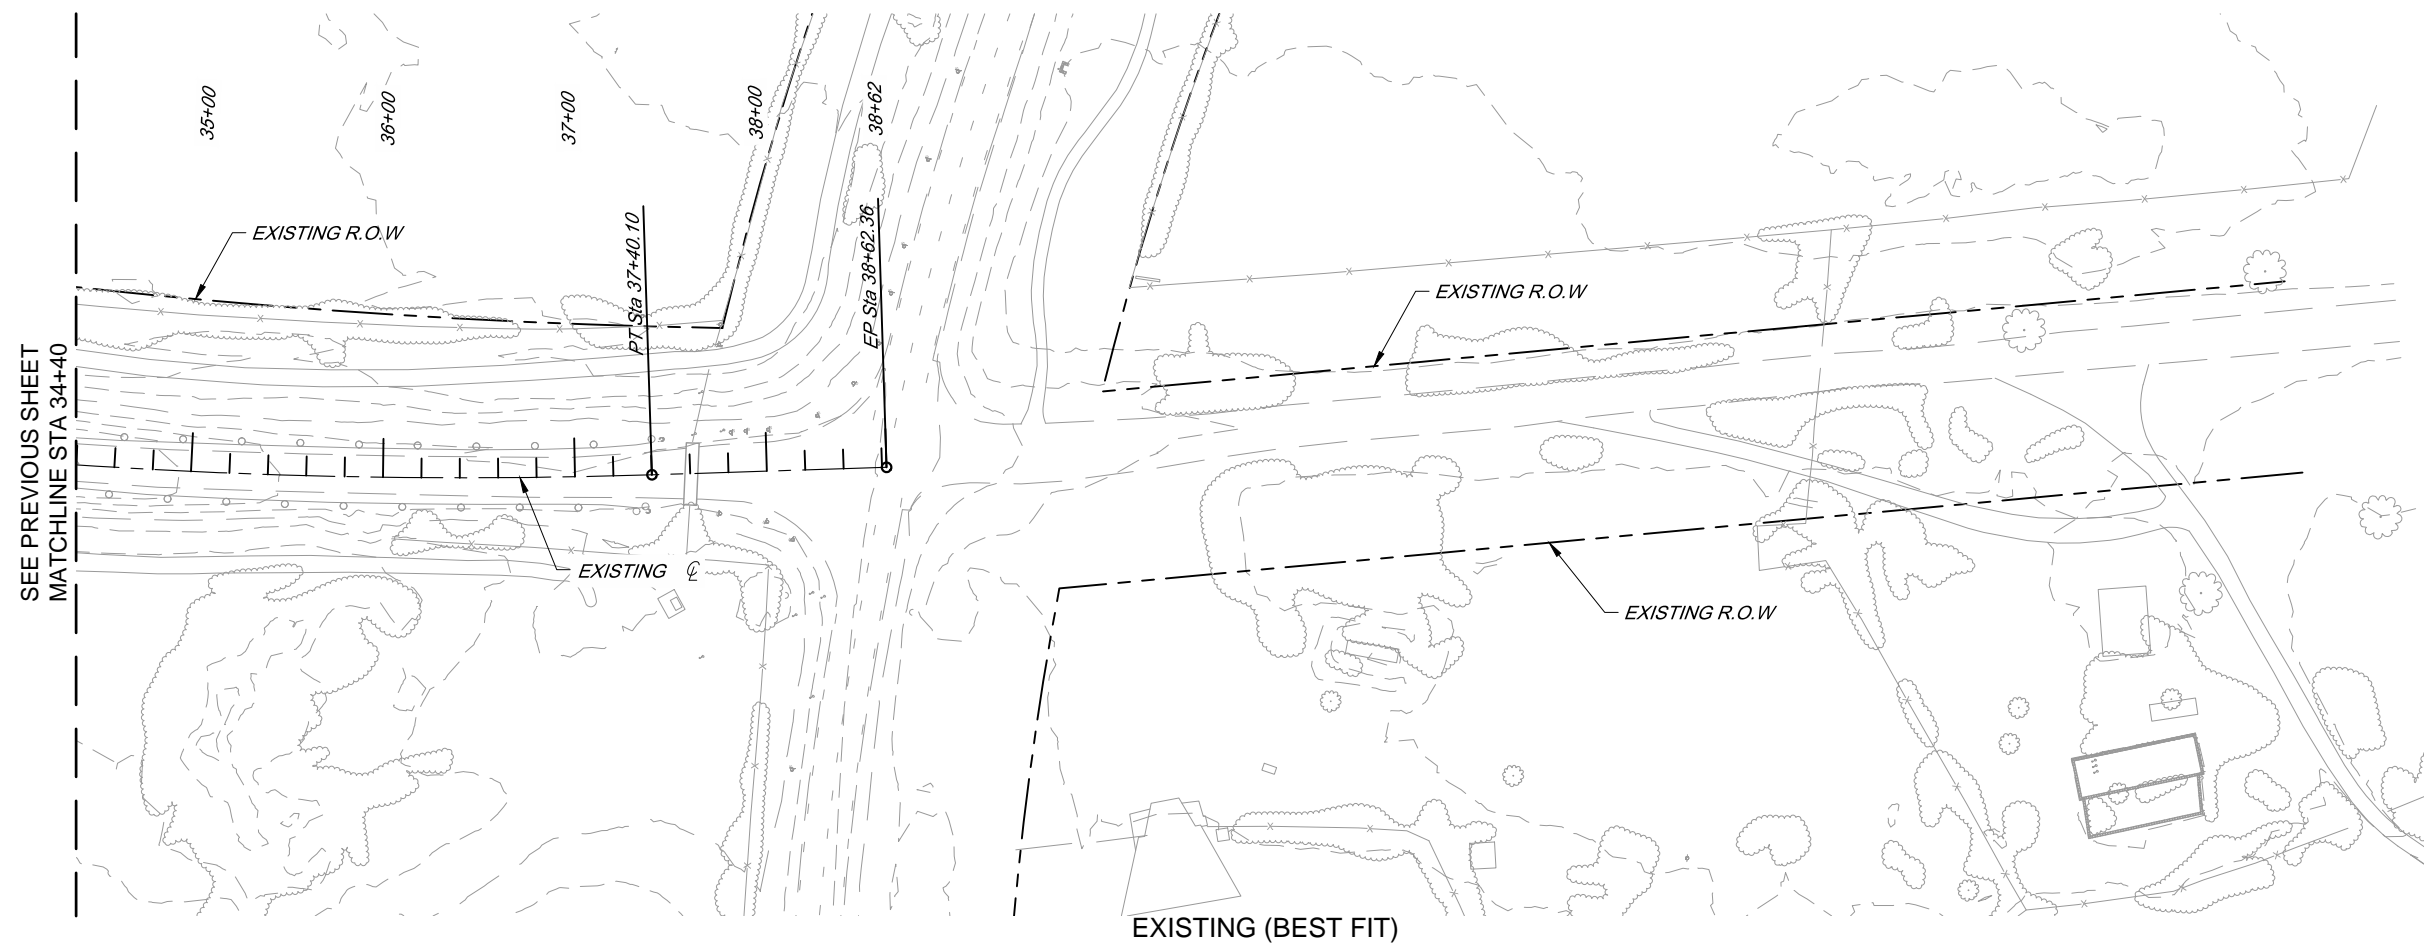 35+00
36+00
37+00
38+00
38+62
EXISTING R.O.W
PT Sta 37+40.10
EP Sta 38+62.36
EXISTING R.O.W
SEE PREVIOUS SHEET
MATCHLINE STA 34+40
EXISTING ℄
EXISTING R.O.W
EXISTING (BEST FIT)